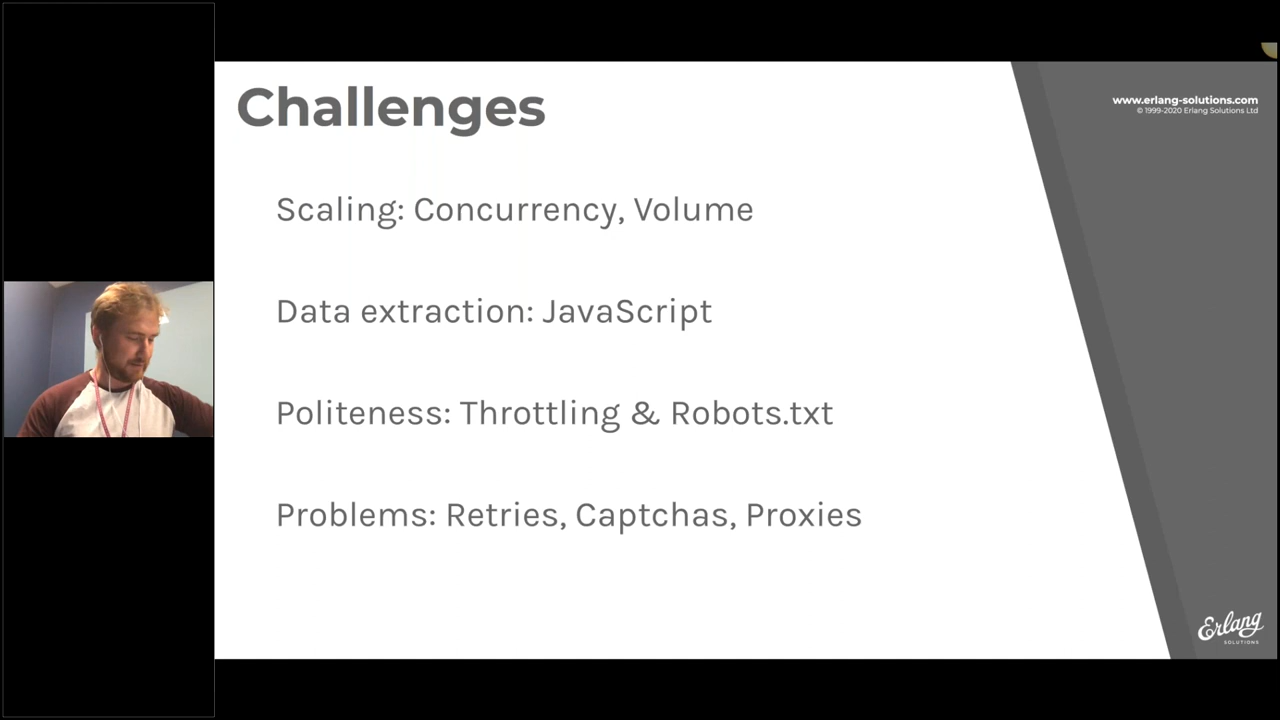 Challenges
www.erlang-solutions.com
© 1999-2020 Erlang Solutions Ltd
Scaling: Concurrency, Volume
Data extraction: JavaScript
Politeness: Throttling & Robots.txt
Problems: Retries, Captchas, Proxies
Erlang
SOLUTIONS